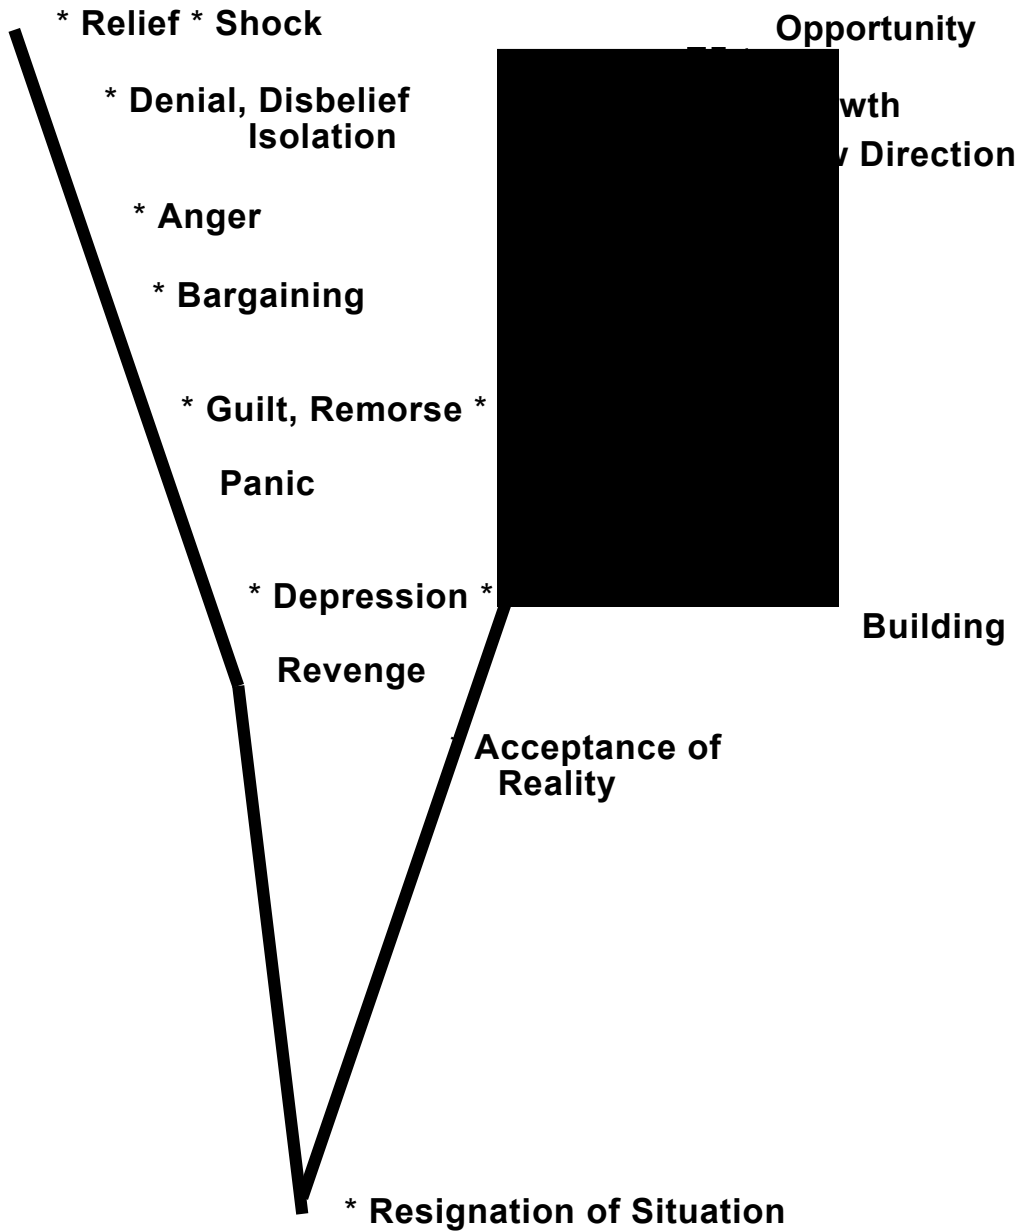 * Relief * Shock
Opportunity
* Denial, Disbelief
Isolation
wth
Direction
* Anger
* Bargaining
* Guilt, Remorse *
Panic
* Depression *
Revenge
Building
Acceptance of
Reality
* Resignation of Situation